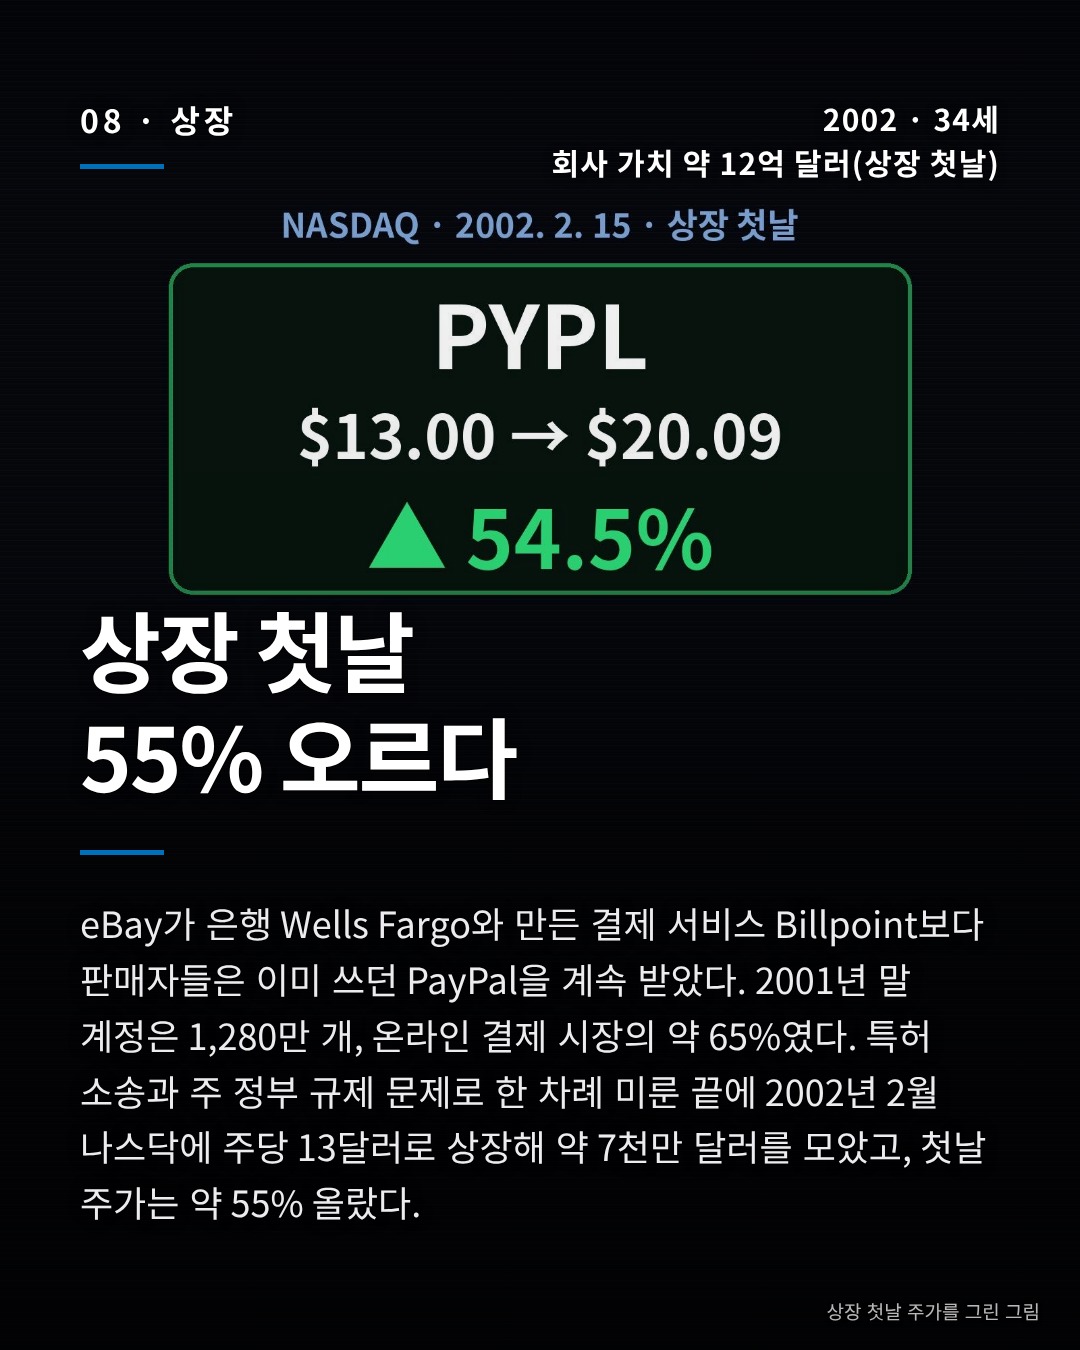 08 · 상장
2002 · 34세
회사 가치 약 12억 달러(상장 첫날)
NASDAQ · 2002. 2. 15 · 상장 첫날
PYPL
$13.00 → $20.09
▲ 54.5%
상장 첫날
55% 오르다
eBay가 은행 Wells Fargo와 만든 결제 서비스 Billpoint보다
판매자들은 이미 쓰던 PayPal을 계속 받았다. 2001년 말
계정은 1,280만 개, 온라인 결제 시장의 약 65%였다. 특허
소송과 주 정부 규제 문제로 한 차례 미룬 끝에 2002년 2월
나스닥에 주당 13달러로 상장해 약 7천만 달러를 모았고, 첫날
주가는 약 55% 올랐다.
상장 첫날 주가를 그린 그림